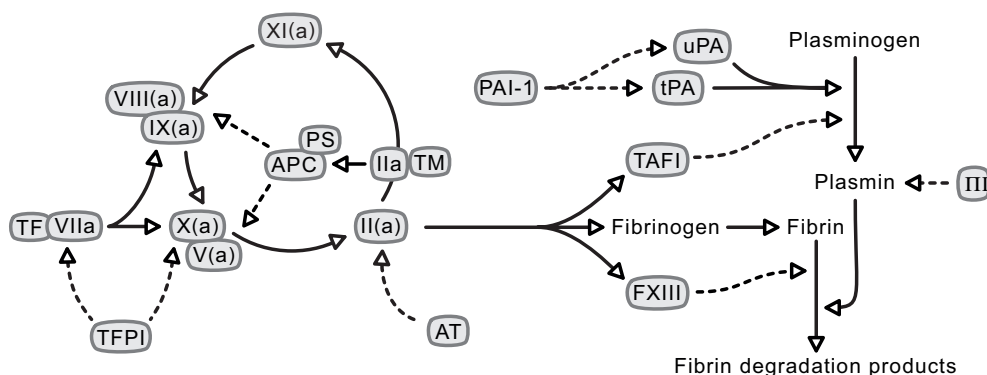 XI(a)
uPA
Plasminogen
VIII(a)
PAI-1
tPA
IX(a)
PS
APC
IIa
TM
TAFI
Plasmin
TF
VIIa
X(a)
II(a)
Fibrinogen
Fibrin
V(a)
FXIII
TFPI
AT
Fibrin degradation products